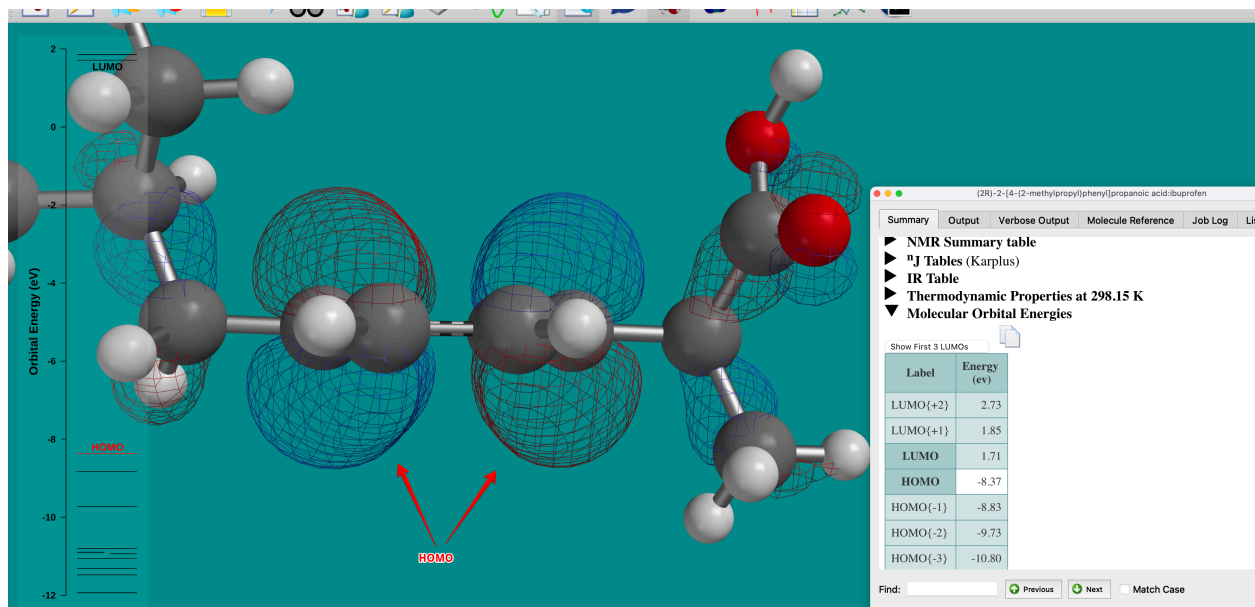 2
LUMO
0
-2
-4
-6
-8
-10
-12
Orbital Energy (eV)
HOMO
HOMO
(2R)-2-[4-(2-methylpropyl)phenyl]propanoic acid:ibuprofen
Summary Output Verbose Output Molecule Reference Job Log Lis
NMR Summary table
ⁿJ Tables (Karplus)
IR Table
Thermodynamic Properties at 298.15 K
Molecular Orbital Energies
Show First 3 LUMOs
Label Energy (ev)
LUMO{+2} 2.73
LUMO{+1} 1.85
LUMO 1.71
HOMO -8.37
HOMO{-1} -8.83
HOMO{-2} -9.73
HOMO{-3} -10.80
Find: Previous Next Match Case